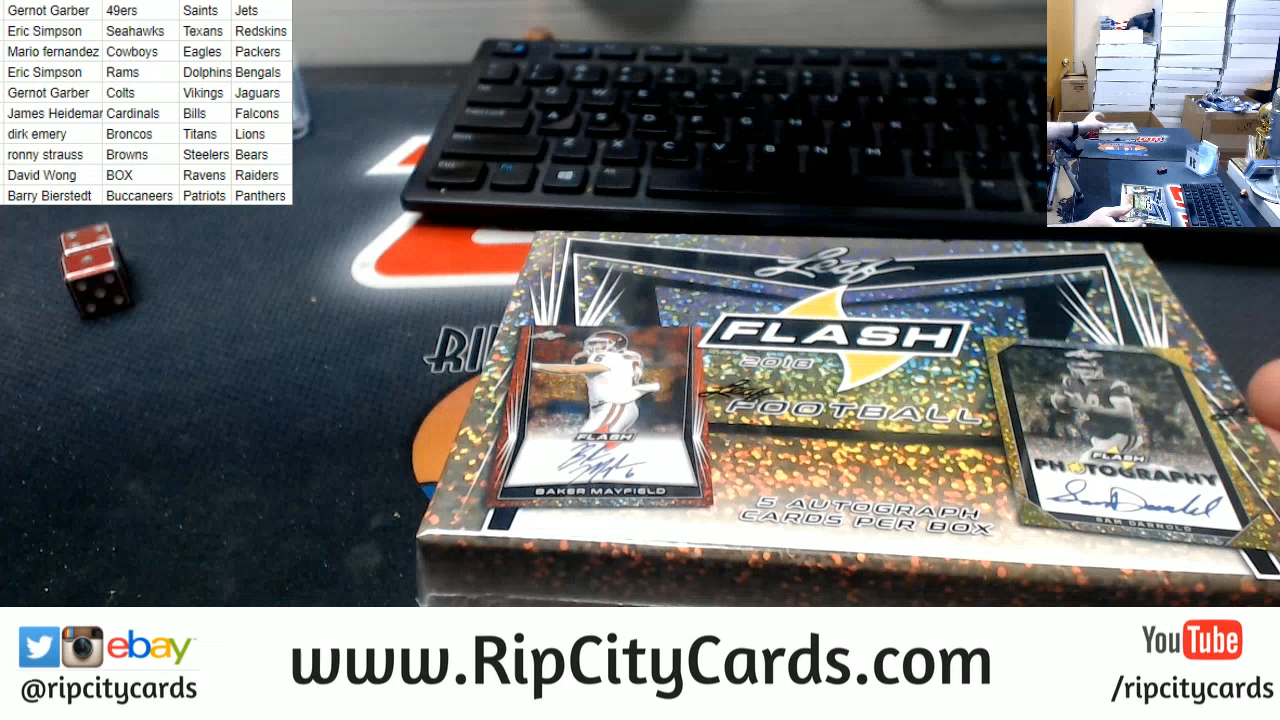 Gernot Garber 49ers Saints Jets
Eric Simpson Seahawks Texans Redskins
Mario fernandez Cowboys Eagles Packers
Eric Simpson Rams Dolphins Bengals
Gernot Garber Colts Vikings Jaguars
James Heidemar Cardinals Bills Falcons
dirk emery Broncos Titans Lions
ronny strauss Browns Steelers Bears
David Wong BOX Ravens Raiders
Barry Bierstedt Buccaneers Patriots Panthers
RI
Leaf
FLASH
2018
Leaf
FOOTBALL
5 AUTOGRAPH
CARDS PER BOX
FLASH
BAKER MAYFIELD
FLASH
PHOTOGRAPHY
SAM DARNOLD
ebay
@ripcitycards
www.RipCityCards.com
YouTube
/ripcitycards